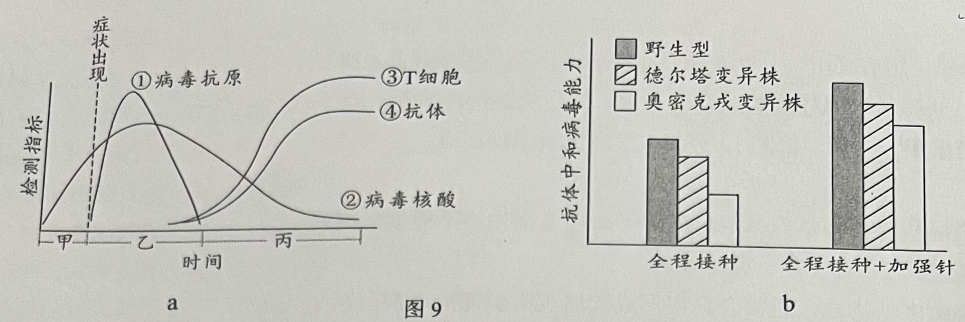 症状出现
①病毒抗原
③T细胞
④抗体
②病毒核酸
检测指标
甲
乙
丙
时间
a
图9
野生型
德尔塔变异株
奥密克戎变异株
抗体中和病毒能力
全程接种
全程接种+加强针
b